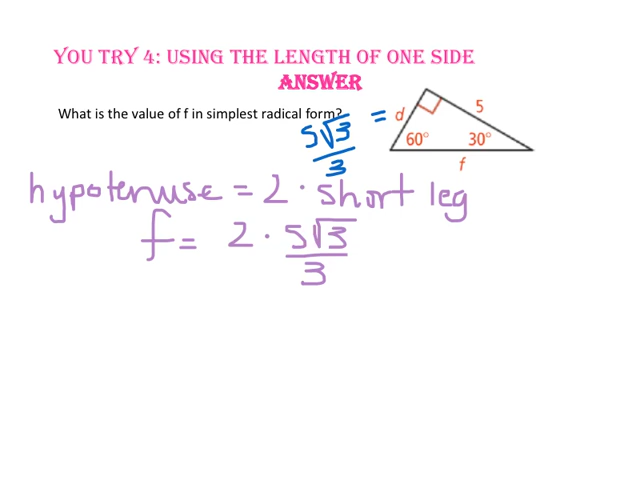 YOU TRY 4: USING THE LENGTH OF ONE SIDE
ANSWER
What is the value of f in simplest radical form?
5√3/3 = d
5
60° 30°
f
hypotenuse = 2 · short leg
f = 2 · 5√3/3